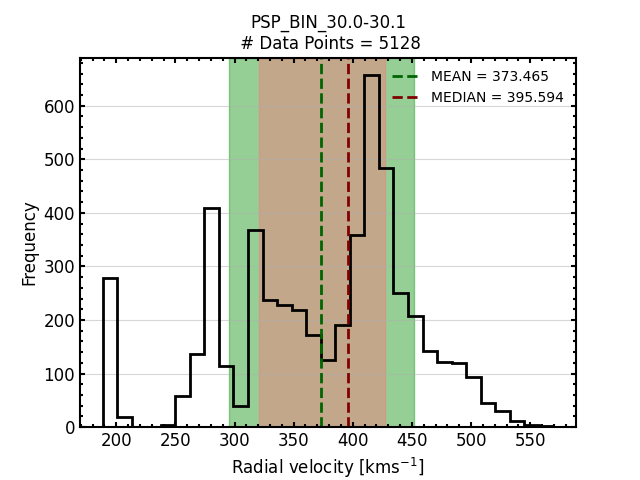 PSP_BIN_30.0-30.1
# Data Points = 5128
MEAN = 373.465
MEDIAN = 395.594
Frequency
600
500
400
300
200
100
0
200 250 300 350 400 450 500 550
Radial velocity [kms⁻¹]